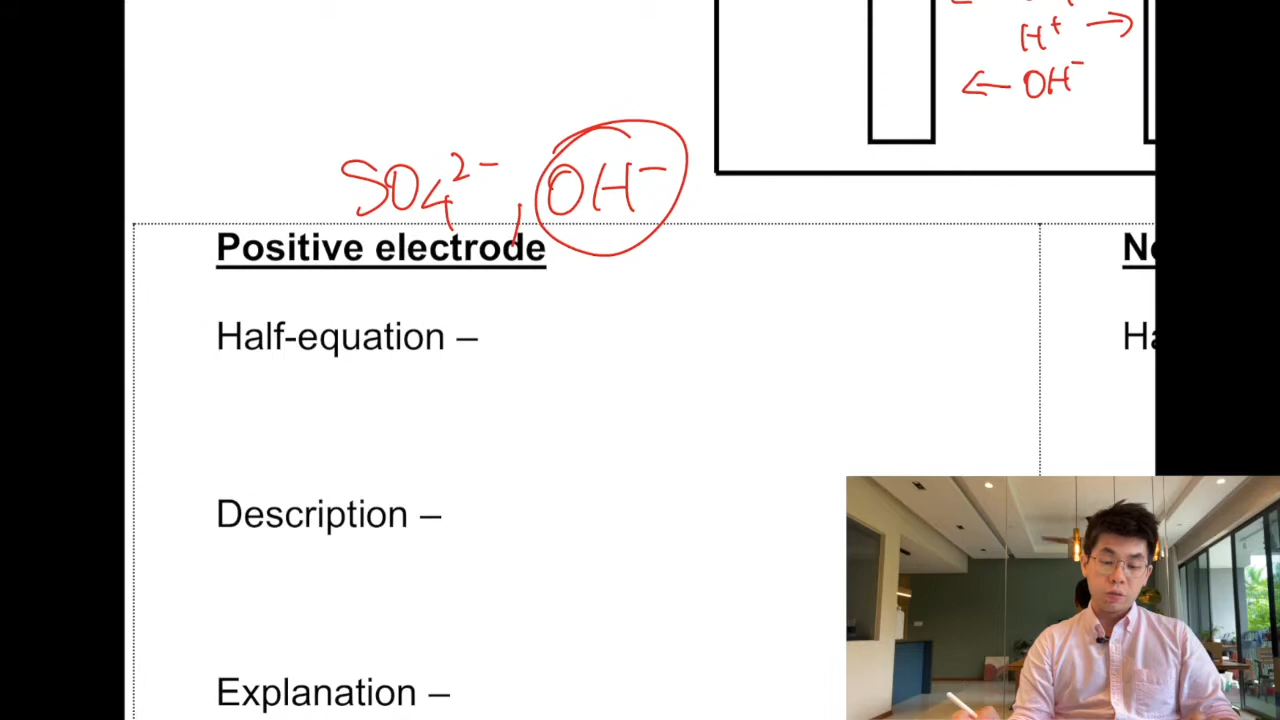 H⁺ →
← OH⁻
SO₄²⁻, OH⁻
Positive electrode
Half-equation –
Description –
Explanation –